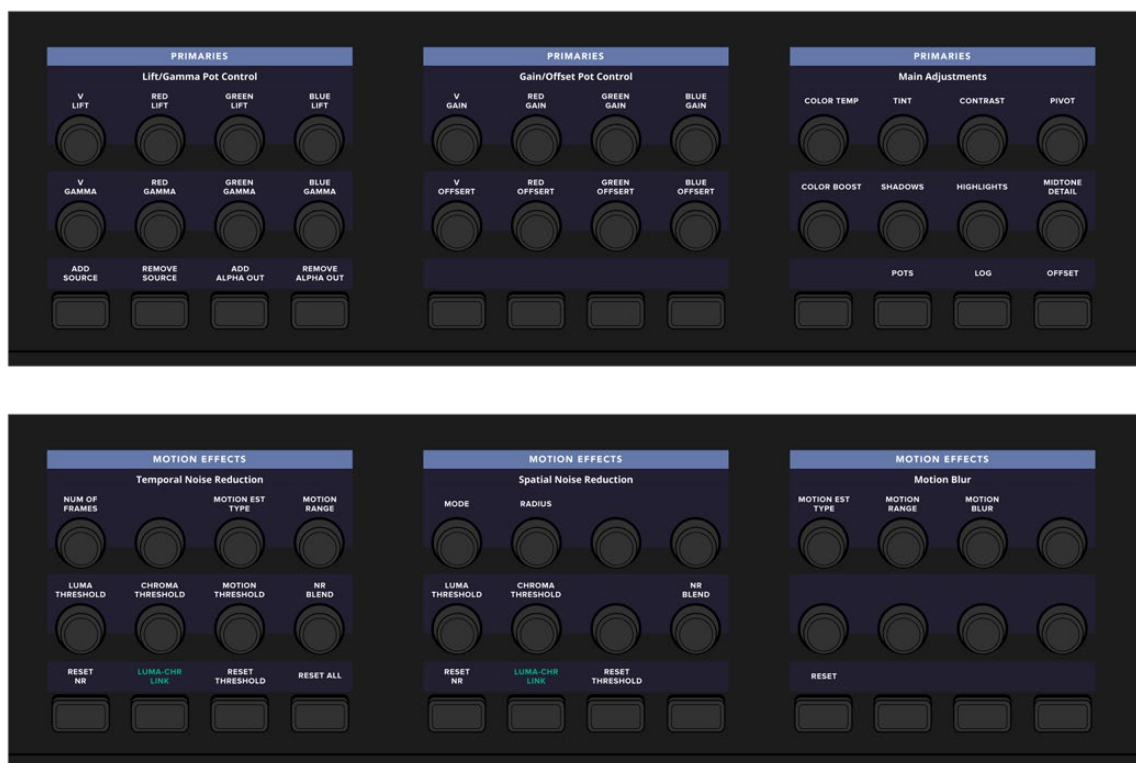 PRIMARIES
Lift/Gamma Pot Control
V
LIFT
RED
LIFT
GREEN
LIFT
BLUE
LIFT
V
GAMMA
RED
GAMMA
GREEN
GAMMA
BLUE
GAMMA
ADD
SOURCE
REMOVE
SOURCE
ADD
ALPHA OUT
REMOVE
ALPHA OUT
PRIMARIES
Gain/Offset Pot Control
V
GAIN
RED
GAIN
GREEN
GAIN
BLUE
GAIN
V
OFFSERT
RED
OFFSERT
GREEN
OFFSERT
BLUE
OFFSERT
PRIMARIES
Main Adjustments
COLOR TEMP
TINT
CONTRAST
PIVOT
COLOR BOOST
SHADOWS
HIGHLIGHTS
MIDTONE
DETAIL
POTS
LOG
OFFSET
MOTION EFFECTS
Temporal Noise Reduction
NUM OF
FRAMES
MOTION EST
TYPE
MOTION
RANGE
LUMA
THRESHOLD
CHROMA
THRESHOLD
MOTION
THRESHOLD
NR
BLEND
RESET
NR
LUMA-CHR
LINK
RESET
THRESHOLD
RESET ALL
MOTION EFFECTS
Spatial Noise Reduction
MODE
RADIUS
LUMA
THRESHOLD
CHROMA
THRESHOLD
NR
BLEND
RESET
NR
LUMA-CHR
LINK
RESET
THRESHOLD
MOTION EFFECTS
Motion Blur
MOTION EST
TYPE
MOTION
RANGE
MOTION
BLUR
RESET